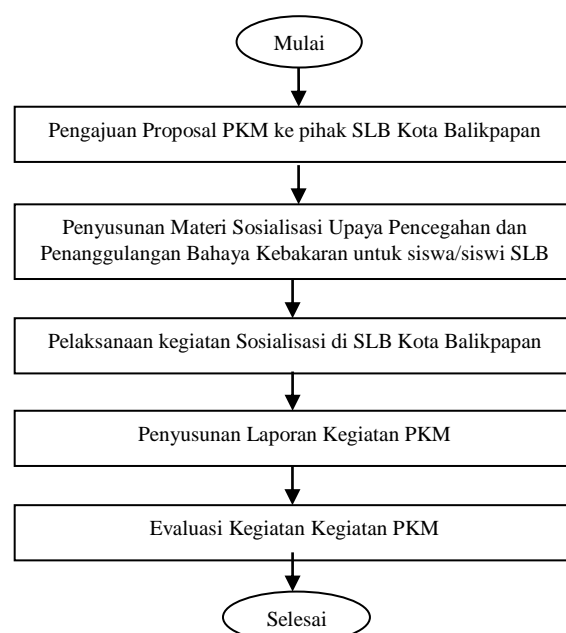 Mulai
Pengajuan Proposal PKM ke pihak SLB Kota Balikpapan
Penyusunan Materi Sosialisasi Upaya Pencegahan dan
Penanggulangan Bahaya Kebakaran untuk siswa/siswi SLB
Pelaksanaan kegiatan Sosialisasi di SLB Kota Balikpapan
Penyusunan Laporan Kegiatan PKM
Evaluasi Kegiatan Kegiatan PKM
Selesai